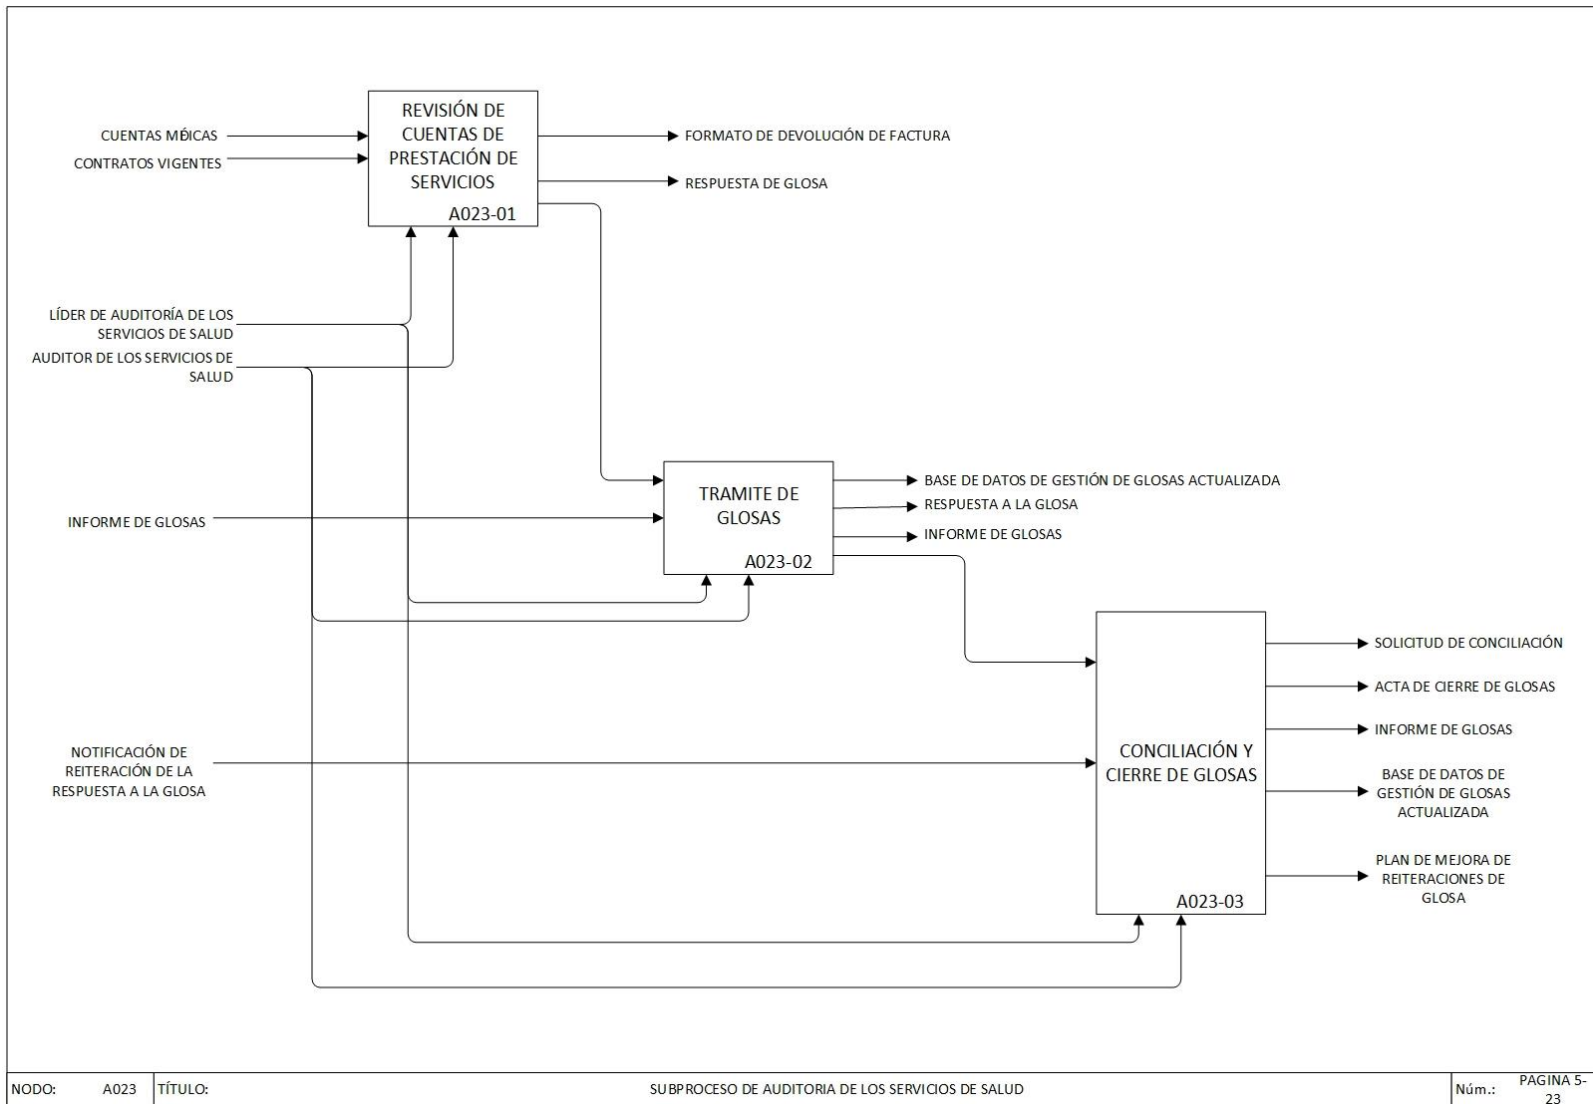 REVISIÓN DE
CUENTAS DE
PRESTACIÓN DE
SERVICIOS
A023-01
CUENTAS MÉICAS
CONTRATOS VIGENTES
FORMATO DE DEVOLUCIÓN DE FACTURA
RESPUESTA DE GLOSA
LÍDER DE AUDITORÍA DE LOS
SERVICIOS DE SALUD
AUDITOR DE LOS SERVICIOS DE
SALUD
INFORME DE GLOSAS
TRAMITE DE
GLOSAS
A023-02
BASE DE DATOS DE GESTIÓN DE GLOSAS ACTUALIZADA
RESPUESTA A LA GLOSA
INFORME DE GLOSAS
NOTIFICACIÓN DE
REITERACIÓN DE LA
RESPUESTA A LA GLOSA
CONCILIACIÓN Y
CIERRE DE GLOSAS
A023-03
SOLICITUD DE CONCILIACIÓN
ACTA DE CIERRE DE GLOSAS
INFORME DE GLOSAS
BASE DE DATOS DE
GESTIÓN DE GLOSAS
ACTUALIZADA
PLAN DE MEJORA DE
REITERACIONES DE
GLOSA
NODO: A023
TÍTULO: SUBPROCESO DE AUDITORIA DE LOS SERVICIOS DE SALUD
Núm.: PAGINA 5-
23